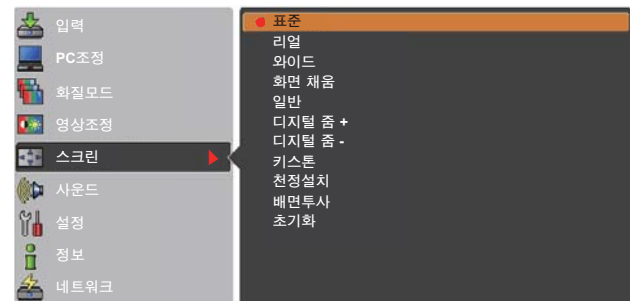 입력
PC조정
화질모드
영상조정
스크린
사운드
설정
정보
네트워크
표준
리얼
와이드
화면 채움
일반
디지털 줌 +
디지털 줌 -
키스톤
천정설치
배면투사
초기화